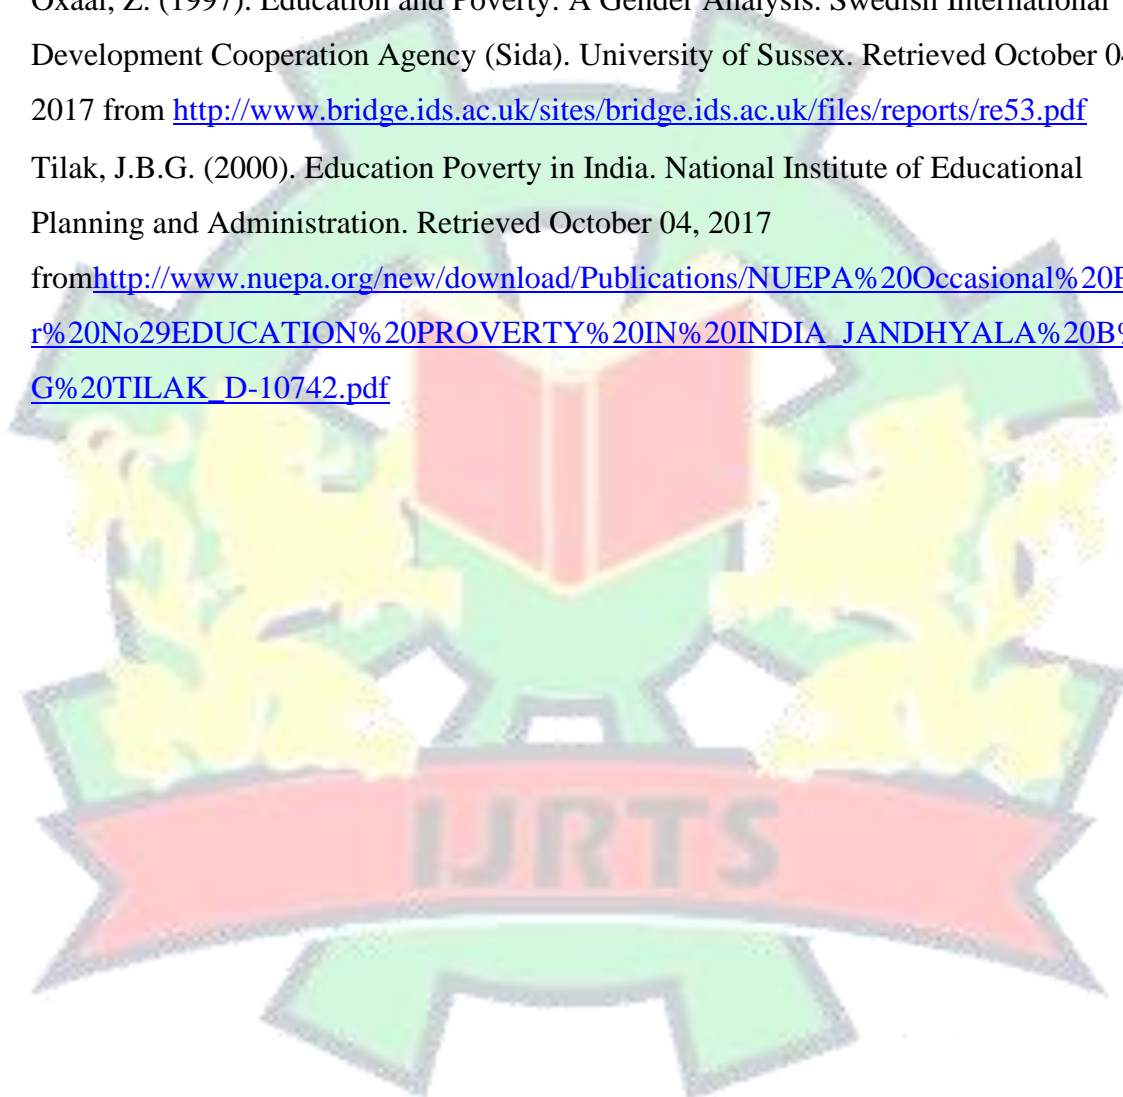 Oxaal, Z. (1997). Education and Poverty: A Gender Analysis. Swedish International
Development Cooperation Agency (Sida). University of Sussex. Retrieved October
2017 from http://www.bridge.ids.ac.uk/sites/bridge.ids.ac.uk/files/reports/re53.pdf
Tilak, J.B.G. (2000). Education Poverty in India. National Institute of Educational
Planning and Administration. Retrieved October 04, 2017
fromhttp://www.nuepa.org/new/download/Publications/NUEPA%20Occasional%20P
r%20No29EDUCATION%20PROVERTY%20IN%20INDIA_JANDHYALA%20B%
G%20TILAK_D-10742.pdf
IJRTS